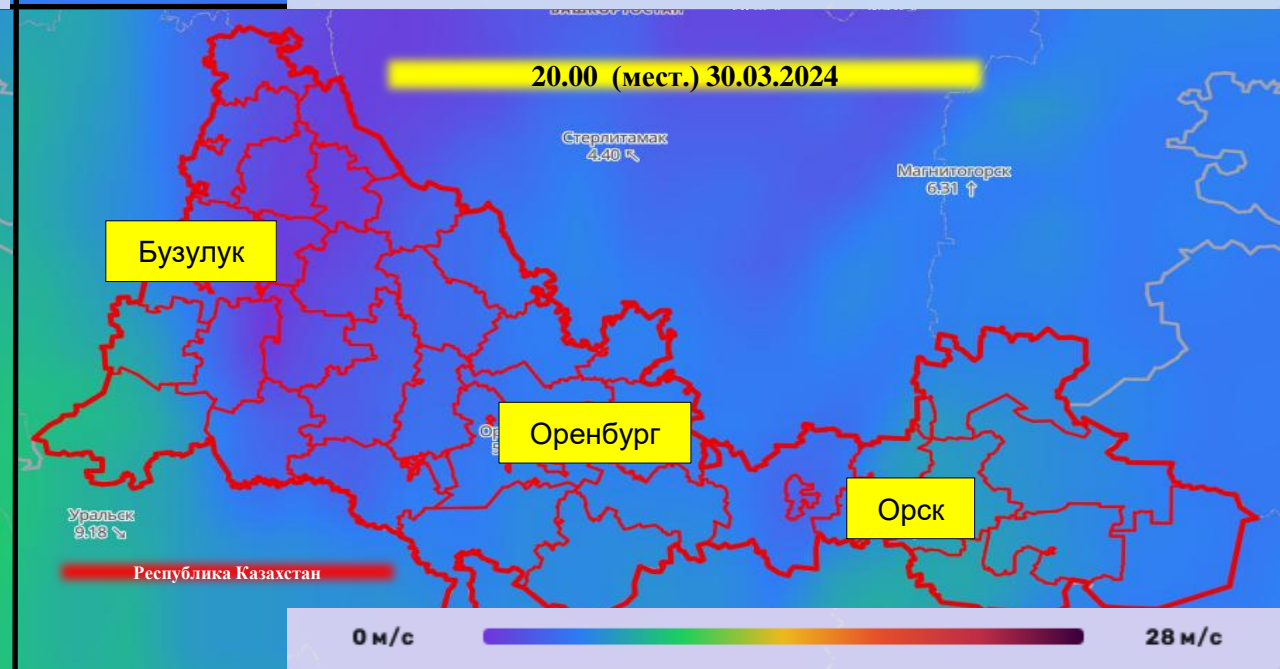 БАШКОРТОСТАН
20.00 (мест.) 30.03.2024
Стерлитамак
4.40 ↖
Магнитогорск
6.31 ↑
Бузулук
Оренбург
Орск
Уральск
9.18 ↘
Республика Казахстан
0 м/с
28 м/с